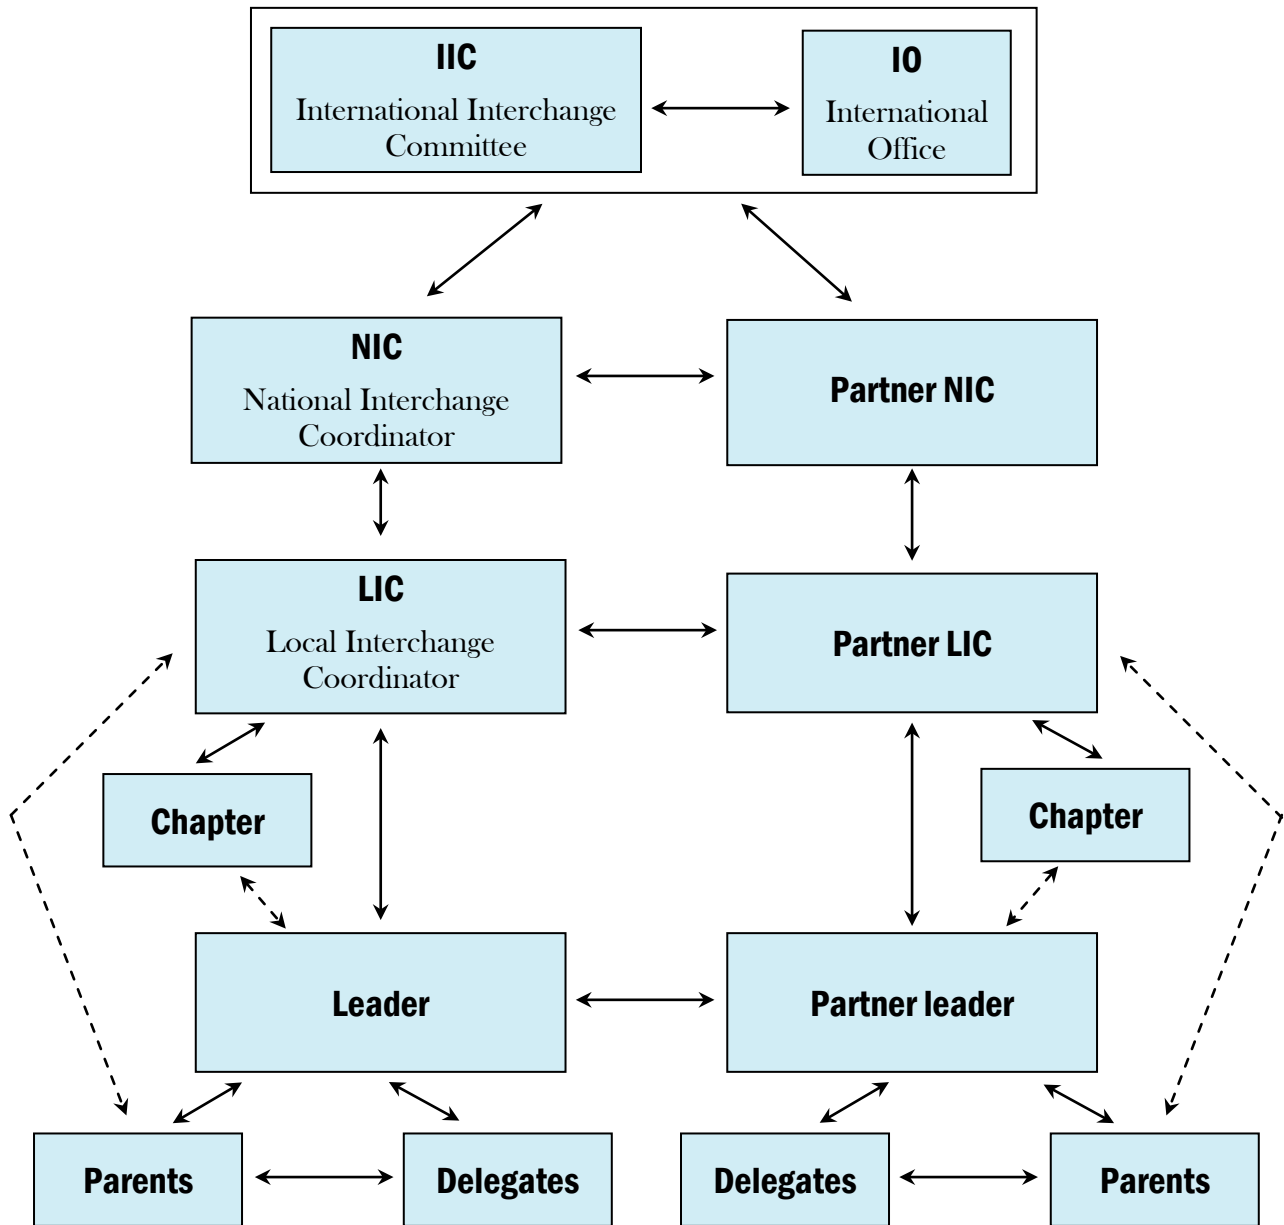 IIC
International Interchange
Committee
IO
International
Office
NIC
National Interchange
Coordinator
Partner NIC
LIC
Local Interchange
Coordinator
Partner LIC
Chapter
Chapter
Leader
Partner leader
Parents
Delegates
Delegates
Parents